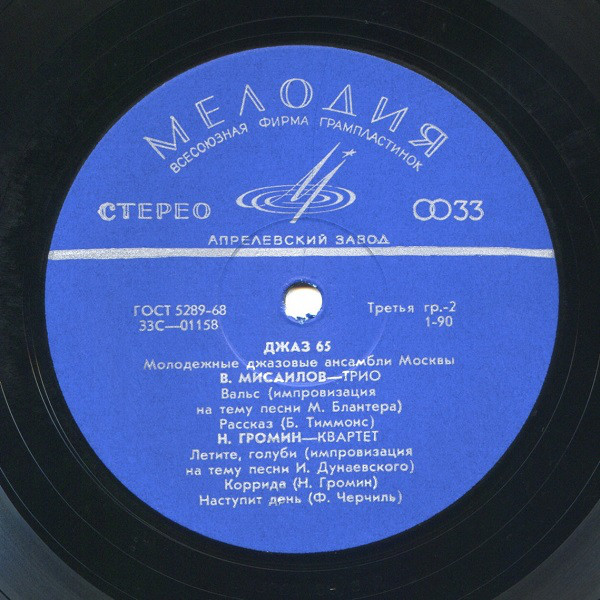 МЕЛОДИЯ
ВСЕСОЮЗНАЯ ФИРМА ГРАМПЛАСТИНОК
СТЕРЕО
33
АПРЕЛЕВСКИЙ ЗАВОД
ГОСТ 5289-68
Третья гр.-2
33С—01158
1-90
ДЖАЗ 65
Молодежные джазовые ансамбли Москвы
В. МИСАИЛОВ—ТРИО
Вальс (импровизация
на тему песни М. Блантера)
Рассказ (Б. Тиммонс)
Н. ГРОМИН—КВАРТЕТ
Летите, голуби (импровизация
на тему песни И. Дунаевского)
Коррида (Н. Громин)
Наступит день (Ф. Черчиль)